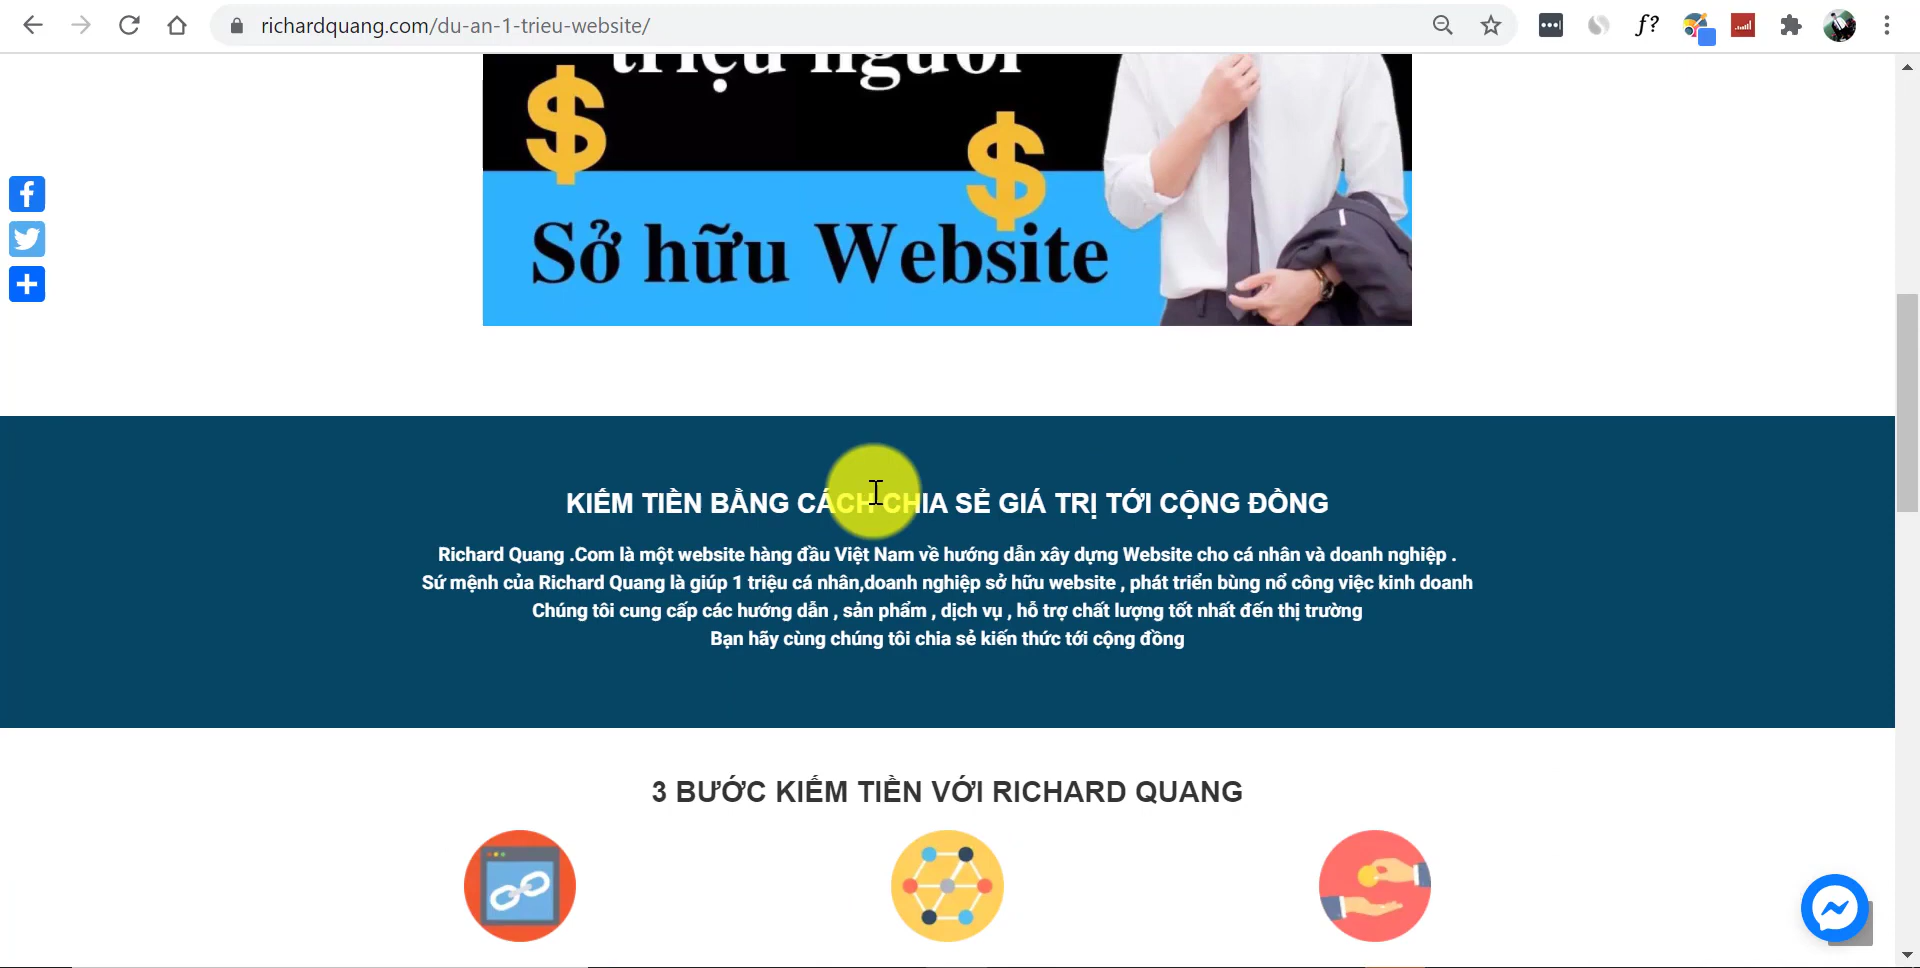 richardquang.com/du-an-1-trieu-website/
f?
triệu người
$
$
Sở hữu Website
KIẾM TIỀN BẰNG CÁCH CHIA SẺ GIÁ TRỊ TỚI CỘNG ĐỒNG
Richard Quang .Com là một website hàng đầu Việt Nam về hướng dẫn xây dựng Website cho cá nhân và doanh nghiệp .
Sứ mệnh của Richard Quang là giúp 1 triệu cá nhân,doanh nghiệp sở hữu website , phát triển bùng nổ công việc kinh doanh
Chúng tôi cung cấp các hướng dẫn , sản phẩm , dịch vụ , hỗ trợ chất lượng tốt nhất đến thị trường
Bạn hãy cùng chúng tôi chia sẻ kiến thức tới cộng đồng
3 BƯỚC KIẾM TIỀN VỚI RICHARD QUANG